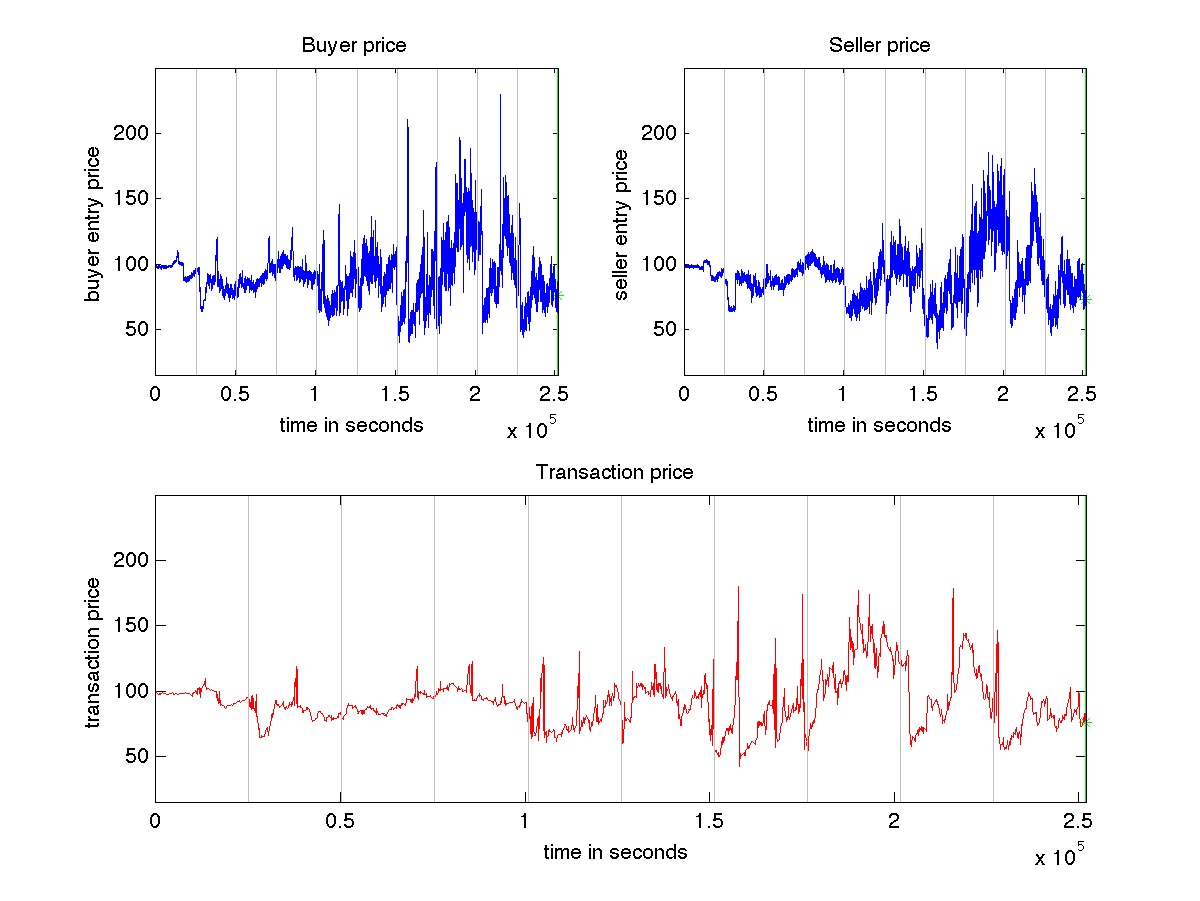 Buyer price
buyer entry price
200
150
100
50
0 0.5 1 1.5 2 2.5
time in seconds
x 10^5
Seller price
seller entry price
200
150
100
50
0 0.5 1 1.5 2 2.5
time in seconds
x 10^5
Transaction price
transaction price
200
150
100
50
0 0.5 1 1.5 2 2.5
time in seconds
x 10^5